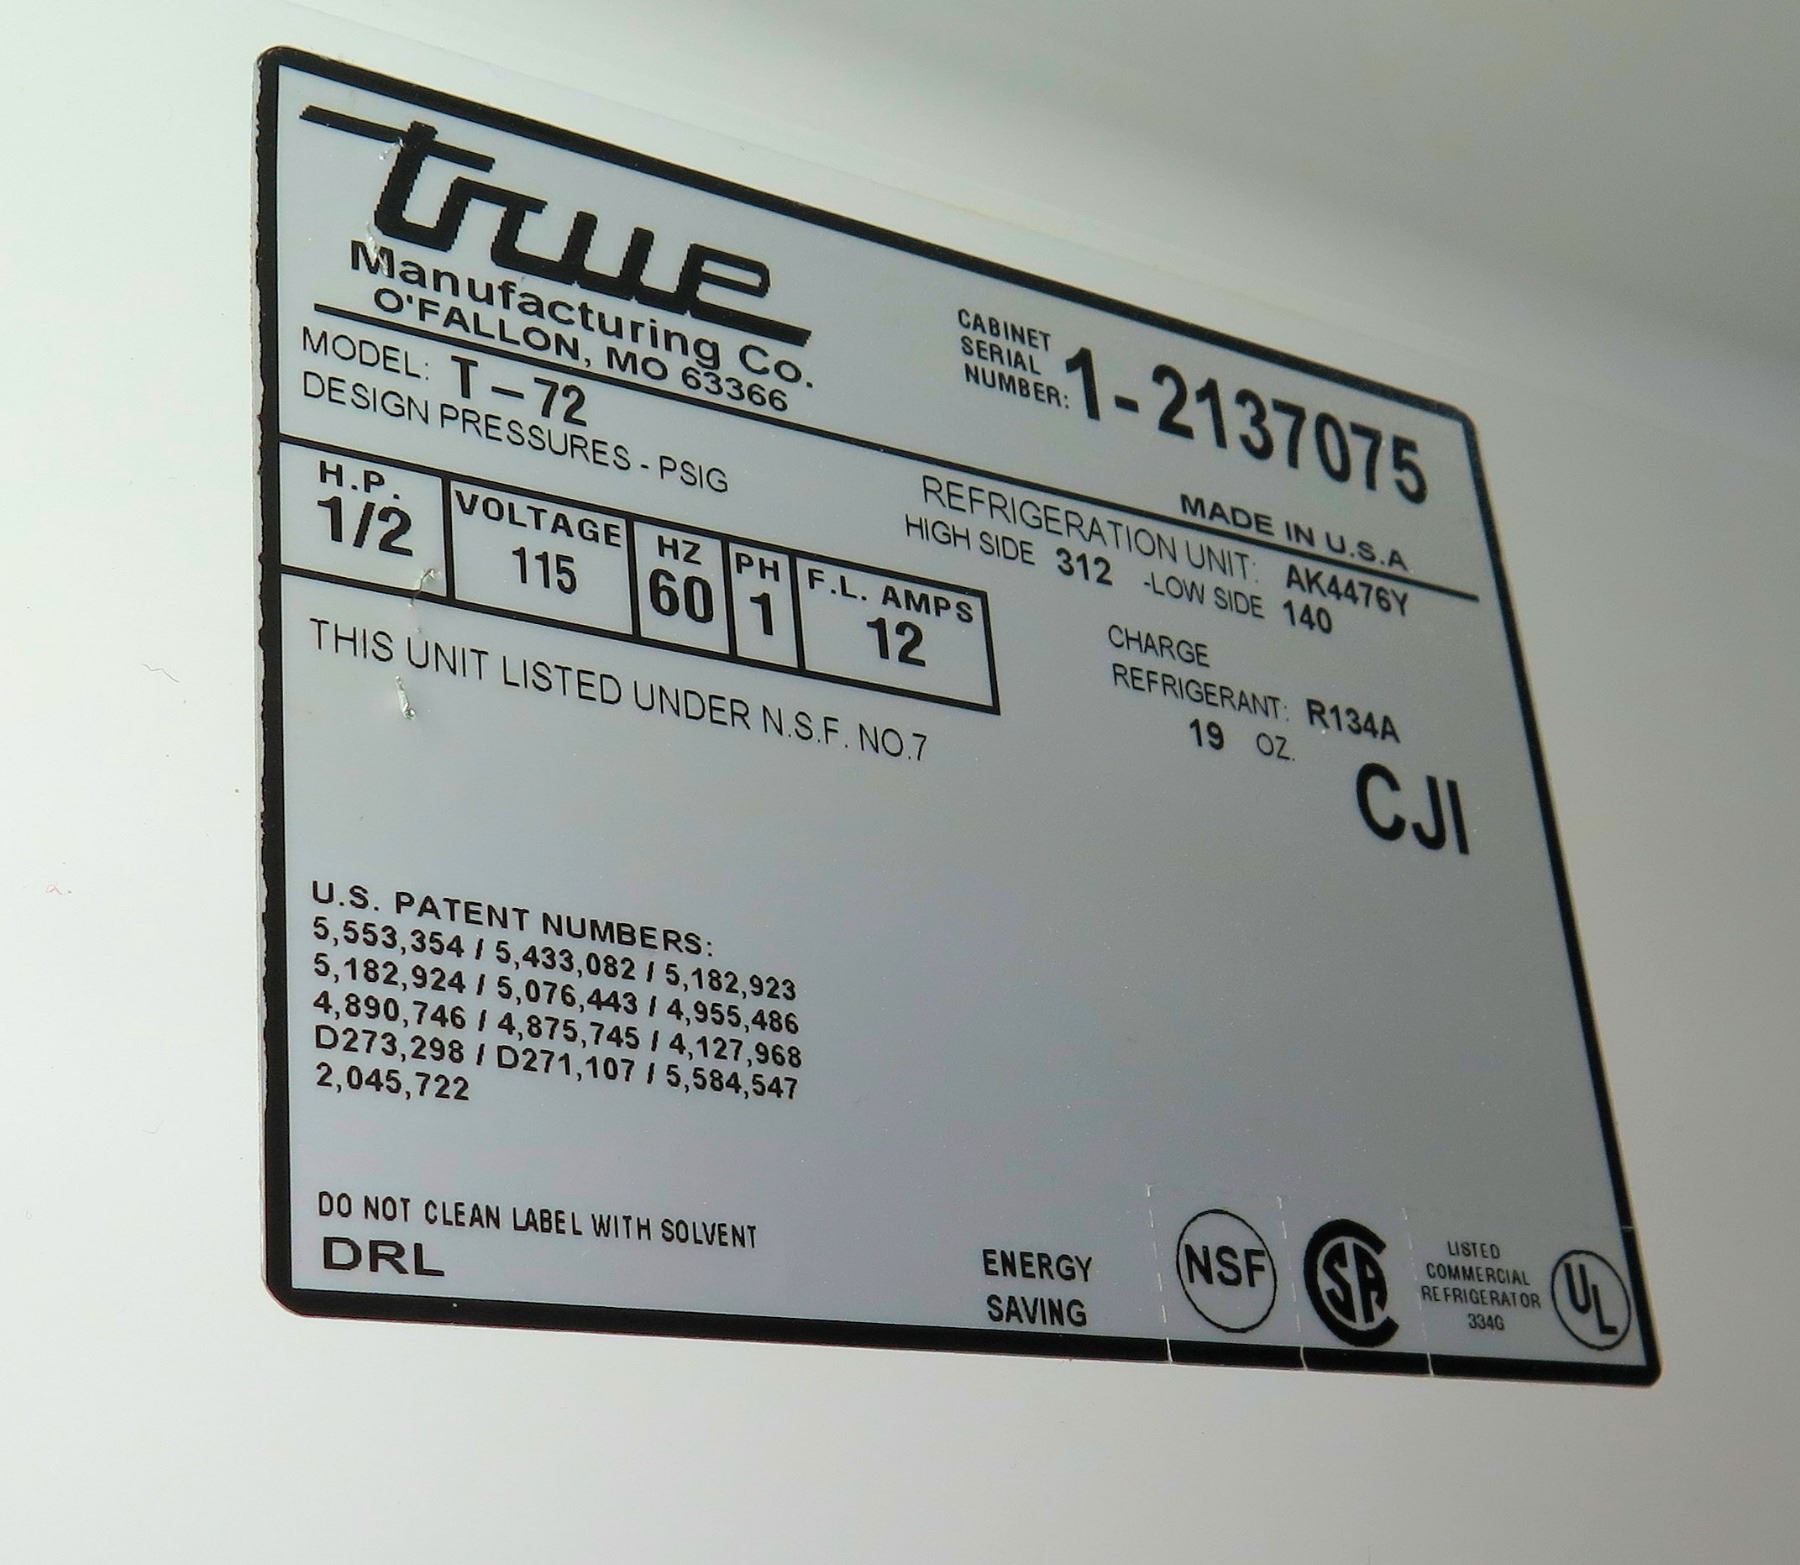 true
Manufacturing Co.
O'FALLON, MO 63366
CABINET
SERIAL
NUMBER: 1-2137075
MADE IN U.S.A
MODEL: T-72
REFRIGERATION UNIT: AK4476Y
DESIGN PRESSURES - PSIG
HIGH SIDE 312 -LOW SIDE 140
H.P. VOLTAGE HZ PH F.L. AMPS
1/2 115 60 1 12
CHARGE
REFRIGERANT: R134A
19 OZ.
THIS UNIT LISTED UNDER N.S.F. NO.7
CJI
U.S. PATENT NUMBERS:
5,553,354 / 5,433,082 / 5,182,923
5,182,924 / 5,076,443 / 4,955,486
4,890,746 / 4,875,745 / 4,127,968
D273,298 / D271,107 / 5,584,547
2,045,722
DO NOT CLEAN LABEL WITH SOLVENT
DRL
ENERGY
SAVING
NSF
SA
LISTED
COMMERCIAL
REFRIGERATOR
334G
UL